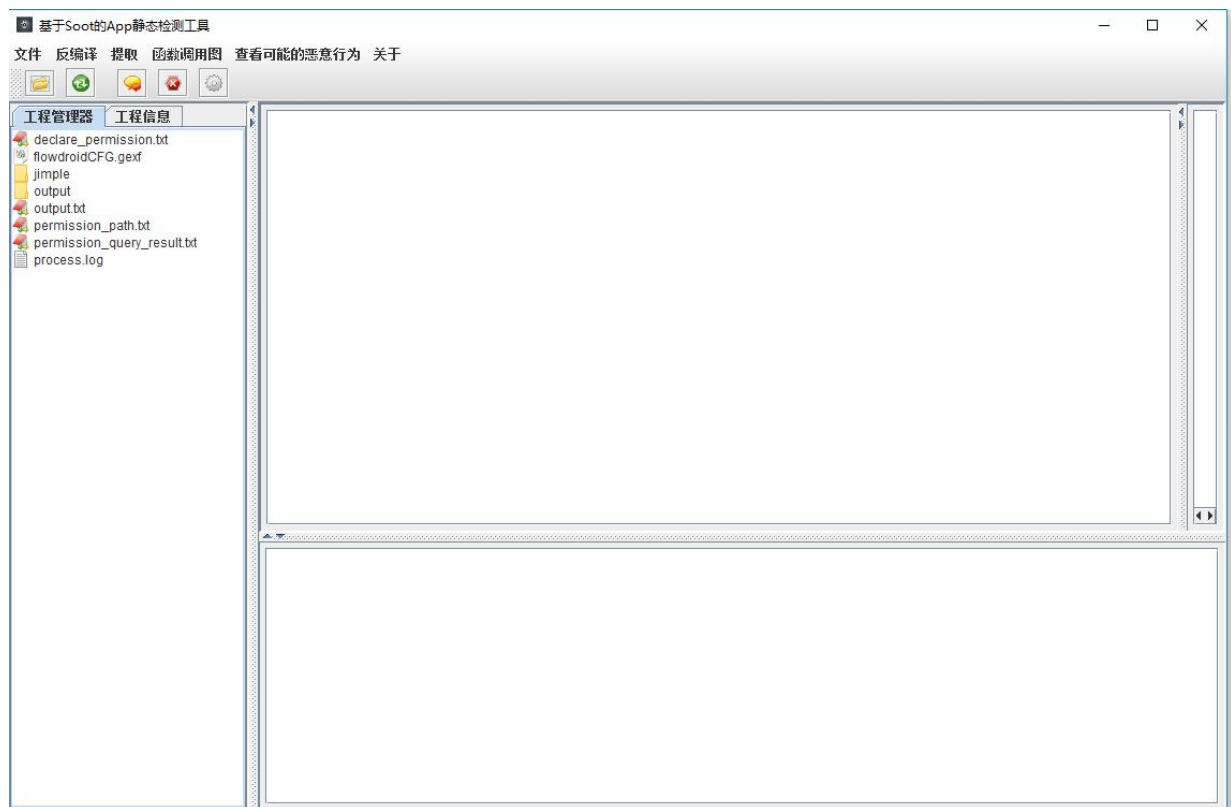 基于Soot的App静态检测工具
文件 反编译 提取 函数调用图 查看可能的恶意行为 关于
工程管理器 工程信息
declare_permission.txt
flowdroidCFG.gexf
jimple
output
output.txt
permission_path.txt
permission_query_result.txt
process.log